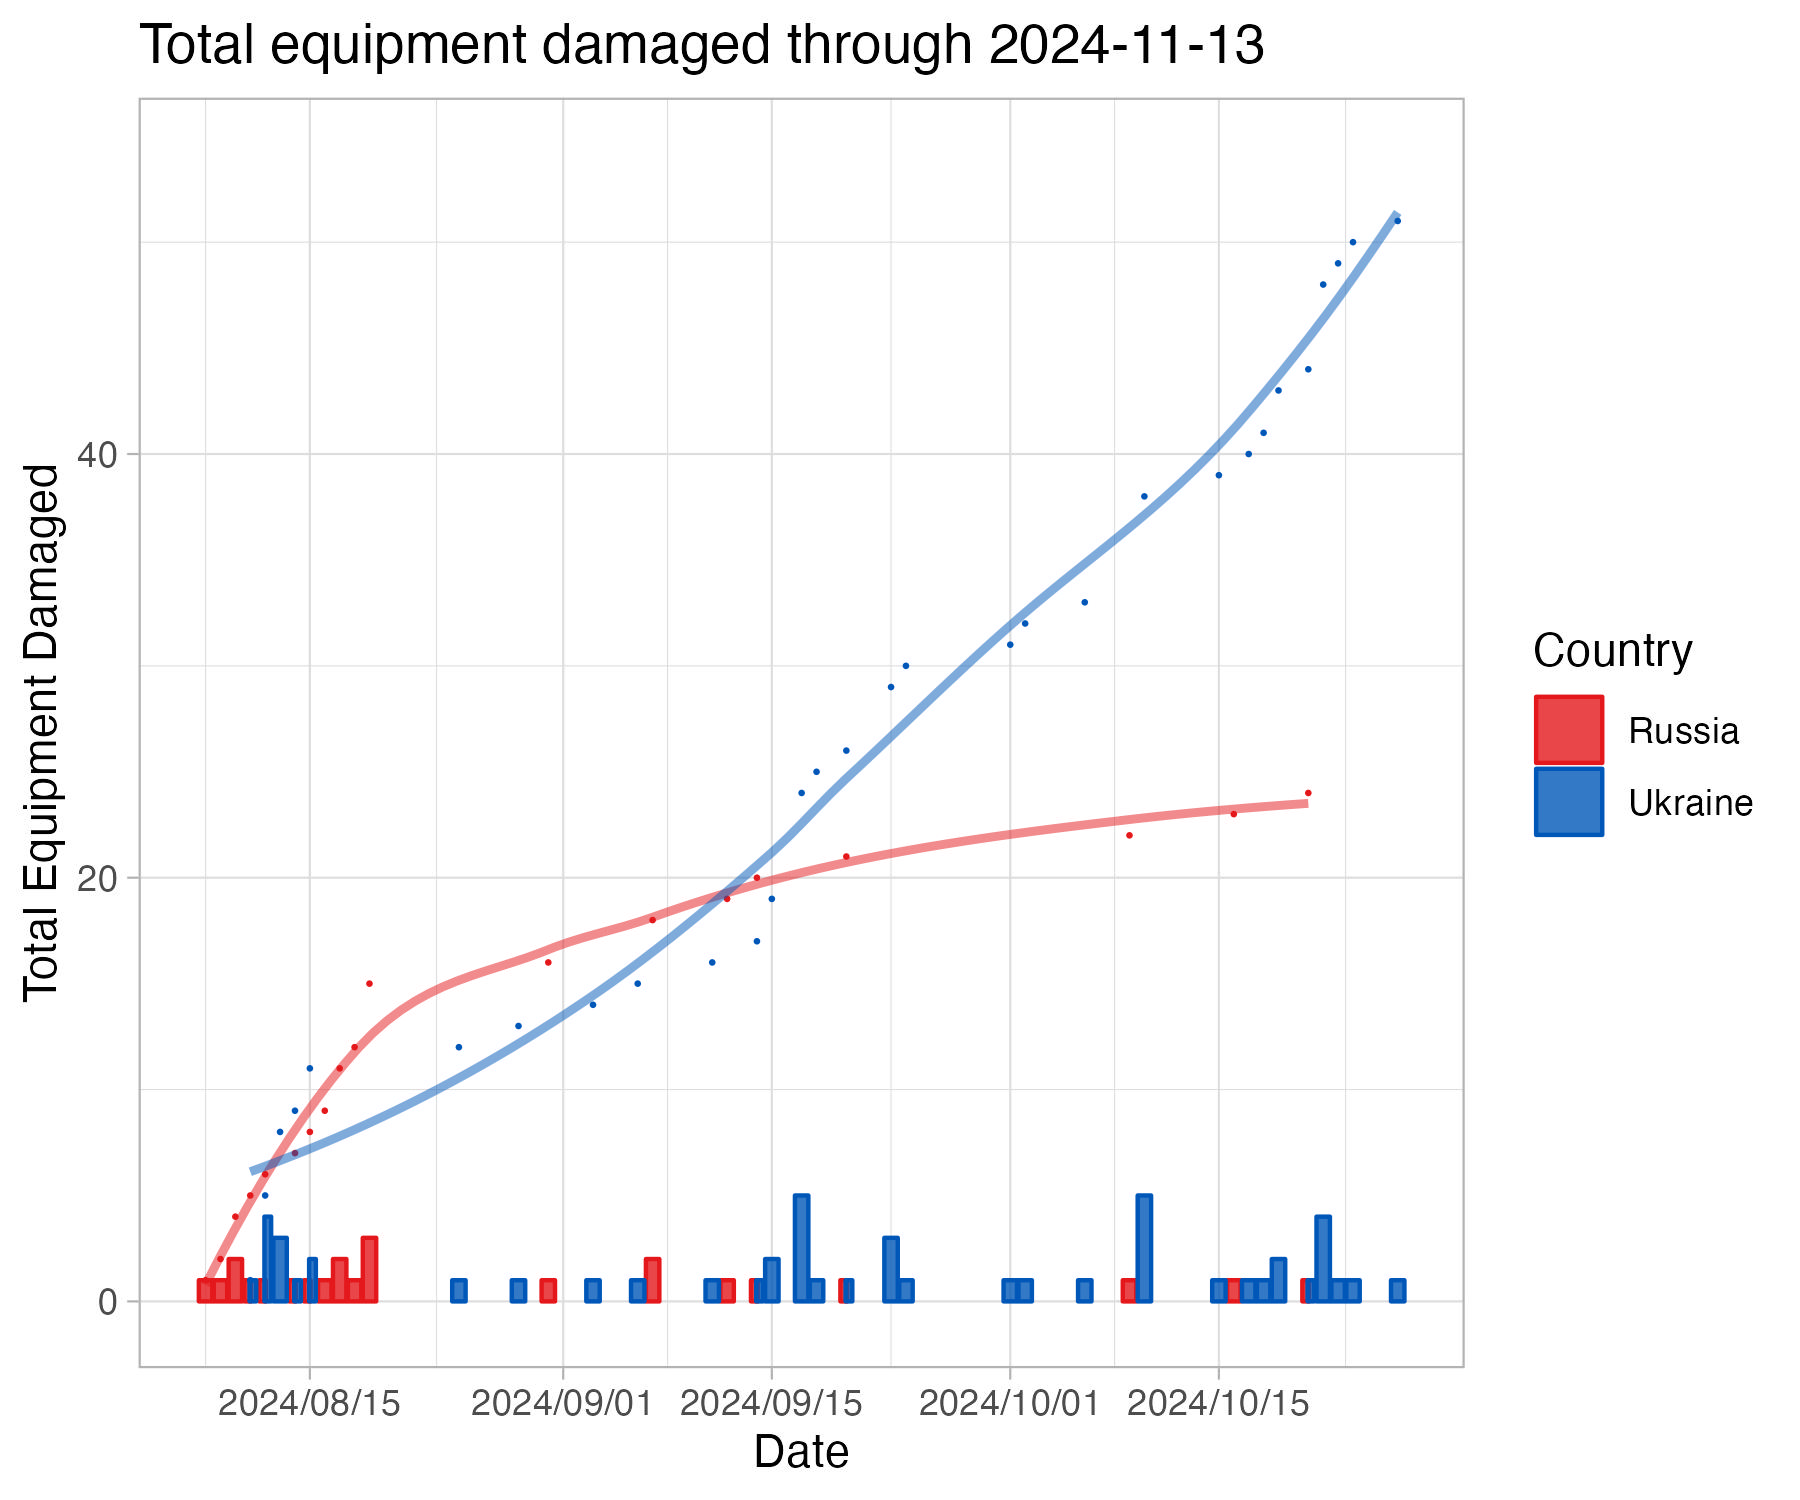 Total equipment damaged through 2024-11-13
Total Equipment Damaged
40
20
0
2024/08/15
2024/09/01
2024/09/15
2024/10/01
2024/10/15
Date
Country
Russia
Ukraine